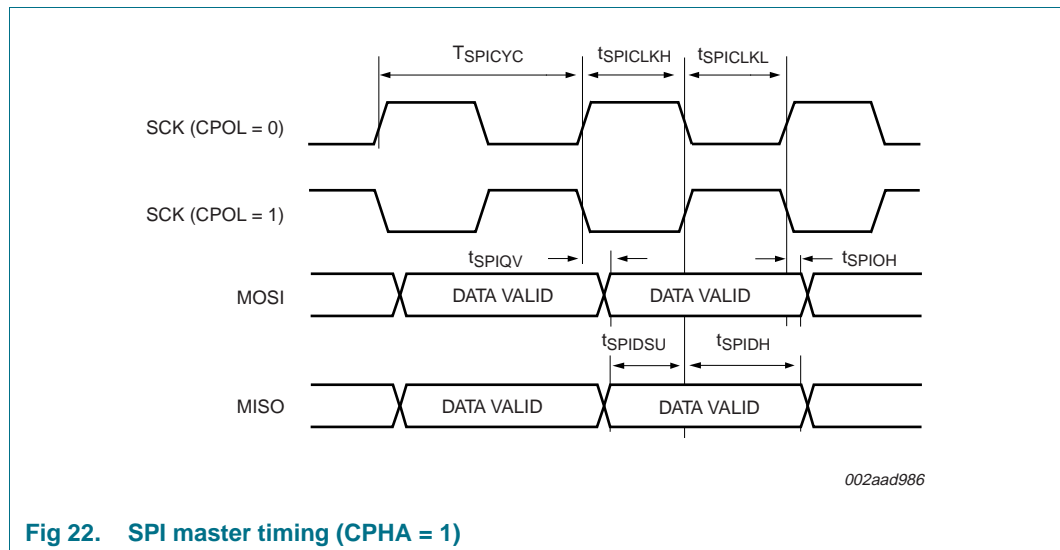 TSPICYC tSPICLKH tSPICLKL
SCK (CPOL = 0)
SCK (CPOL = 1)
tSPIQV tSPIOH
MOSI DATA VALID DATA VALID
tSPIDSU tSPIDH
MISO DATA VALID DATA VALID
002aad986
Fig 22. SPI master timing (CPHA = 1)